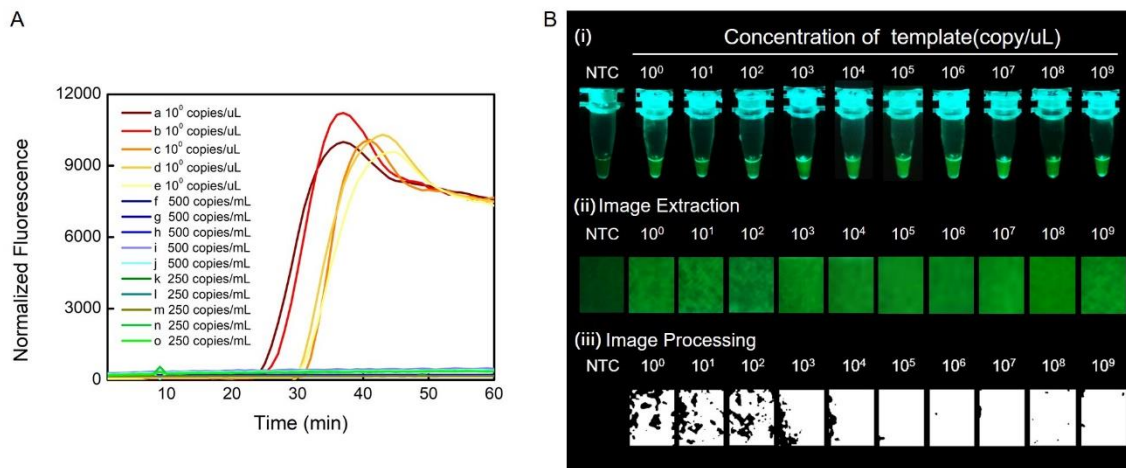 A
12000
9000
6000
3000
0
Normalized Fluorescence
a 10⁰ copies/uL
b 10⁰ copies/uL
c 10⁰ copies/uL
d 10⁰ copies/uL
e 10⁰ copies/uL
f 500 copies/mL
g 500 copies/mL
h 500 copies/mL
i 500 copies/mL
j 500 copies/mL
k 250 copies/mL
l 250 copies/mL
m 250 copies/mL
n 250 copies/mL
o 250 copies/mL
10 20 30 40 50 60
Time (min)
B
(i) Concentration of template(copy/uL)
NTC 10⁰ 10¹ 10² 10³ 10⁴ 10⁵ 10⁶ 10⁷ 10⁸ 10⁹
(ii) Image Extraction
NTC 10⁰ 10¹ 10² 10³ 10⁴ 10⁵ 10⁶ 10⁷ 10⁸ 10⁹
(iii) Image Processing
NTC 10⁰ 10¹ 10² 10³ 10⁴ 10⁵ 10⁶ 10⁷ 10⁸ 10⁹